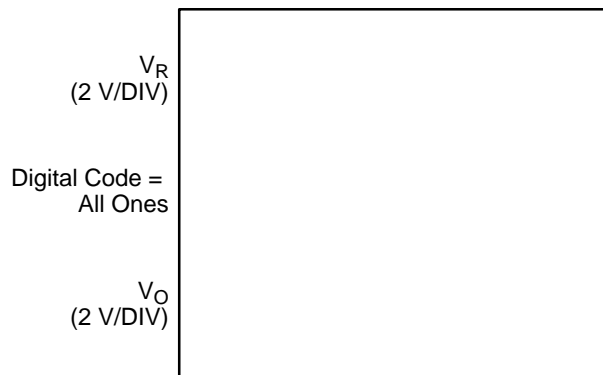 V_R
(2 V/DIV)
Digital Code =
All Ones
V_O
(2 V/DIV)